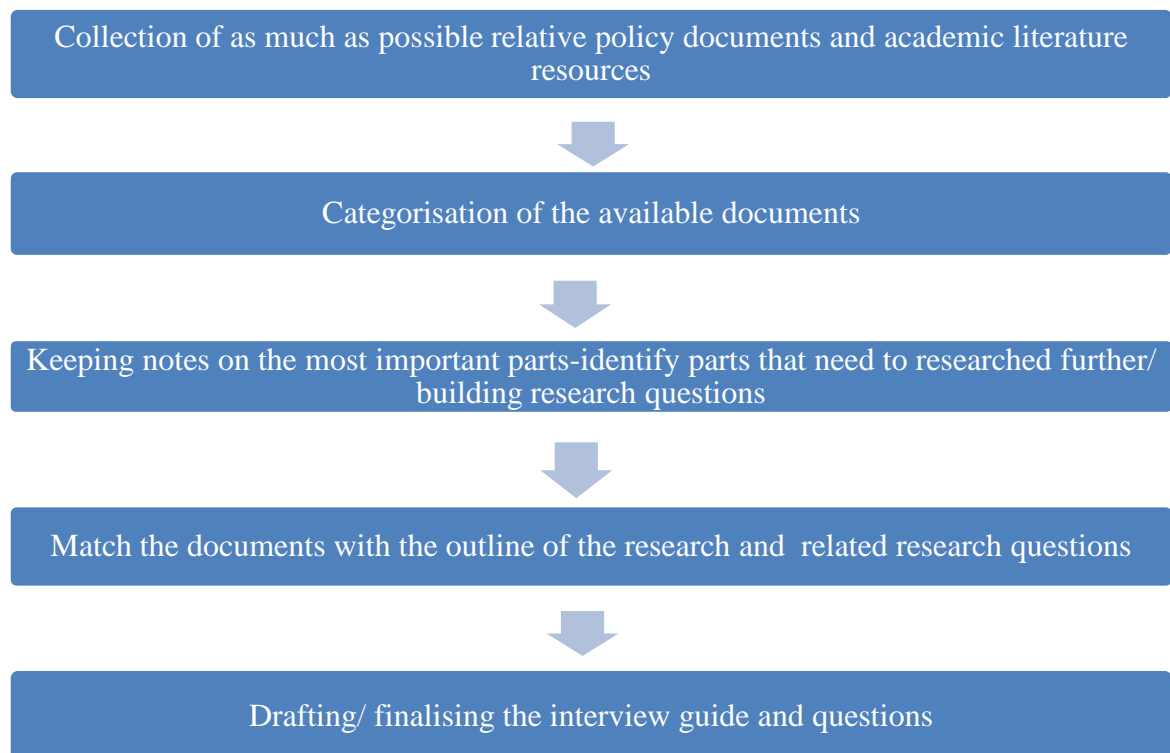 Collection of as much as possible relative policy documents and academic literature
resources
Categorisation of the available documents
Keeping notes on the most important parts-identify parts that need to researched further/
building research questions
Match the documents with the outline of the research and  related research questions
Drafting/ finalising the interview guide and questions